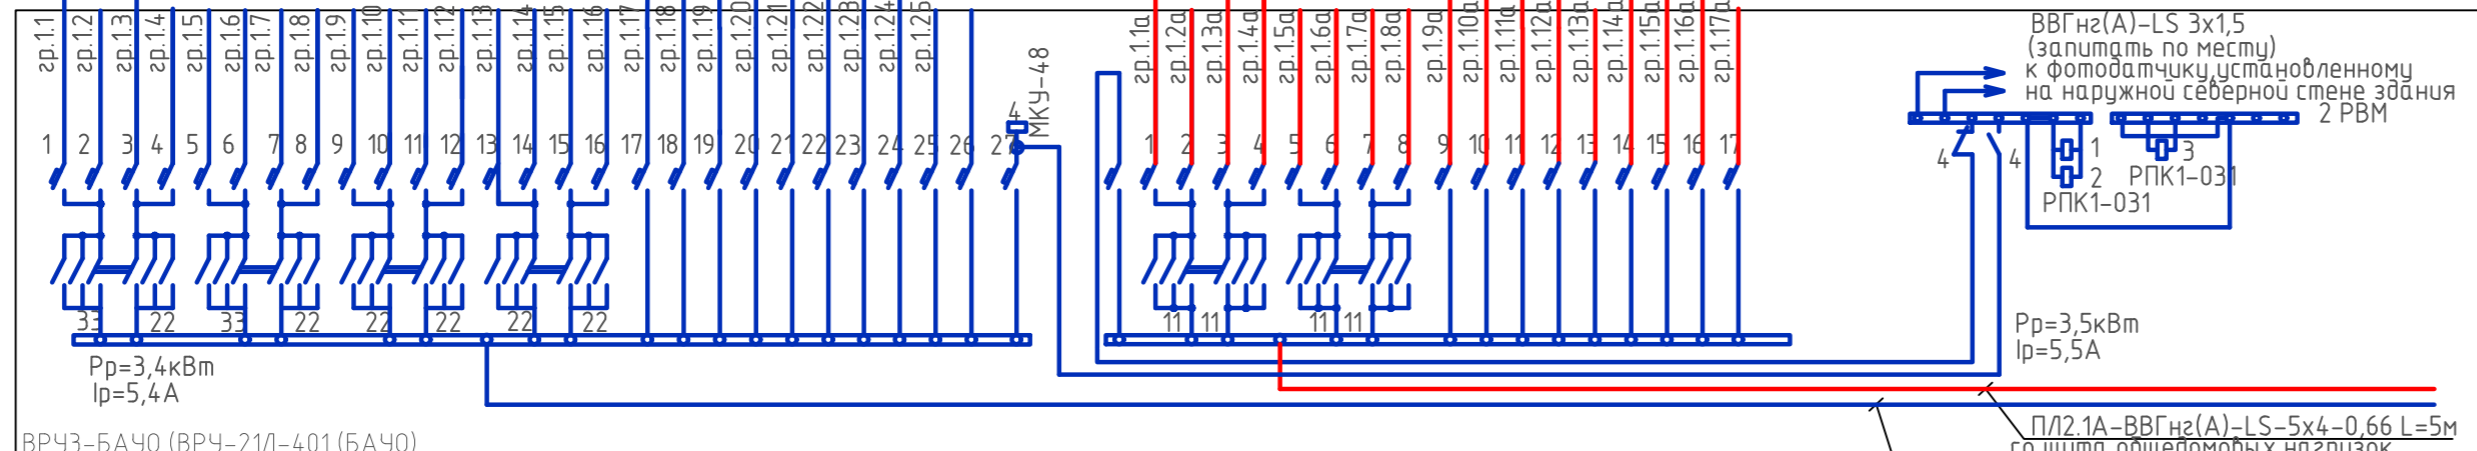 гр.1.1 гр.1.2 гр.1.3 гр.1.4 гр.1.5 гр.1.6 гр.1.7 гр.1.8 гр.1.9 гр.1.10 гр.1.11 гр.1.12 гр.1.13 гр.1.14 гр.1.15 гр.1.16 гр.1.17 гр.1.18 гр.1.19 гр.1.20 гр.1.21 гр.1.22 гр.1.23 гр.1.24 гр.1.25
МКУ-48
4
1 2 3 4 5 6 7 8 9 10 11 12 13 14 15 16 17 18 19 20 21 22 23 24 25 26 27
33 22 33 22 22 22 22 22
Рр=3,4кВт
Iр=5,4А
гр.1.1а гр.1.2а гр.1.3а гр.1.4а гр.1.5а гр.1.6а гр.1.7а гр.1.8а гр.1.9а гр.1.10а гр.1.11а гр.1.12а гр.1.13а гр.1.14а гр.1.15а гр.1.16а гр.1.17а
1 2 3 4 5 6 7 8 9 10 11 12 13 14 15 16 17
11 11 11 11
ВВГнг(А)-LS 3х1,5
(запитать по месту)
к фотодатчику,установленному
на наружной северной стене здания
2 РВМ
4 4 1 3
2 РПК1-031
РПК1-031
Рр=3,5кВт
Iр=5,5А
ПЛ2.1А-ВВГнг(А)-LS-5х4-0,66 L=5м
со щита общедомовых нагрузок
ВРУ3-БАУО (ВРУ-21Л-401 (БАУО)